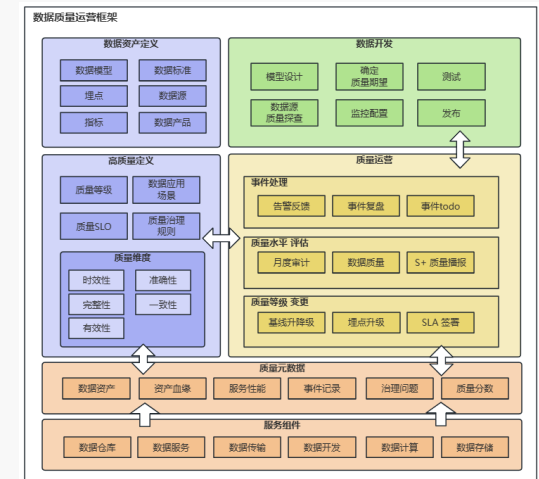 数据质量运营框架
数据资产定义
数据模型
数据标准
埋点
数据源
指标
数据产品
数据开发
模型设计
确定
质量期望
测试
数据源
质量探查
监控配置
发布
高质量定义
质量等级
数据应用
场景
质量SLO
质量治理
规则
质量维度
时效性
准确性
完整性
一致性
有效性
质量运营
事件处理
告警反馈
事件复盘
事件todo
质量水平 评估
月度审计
数据质量
S+ 质量播报
质量等级 变更
基线升降级
埋点升级
SLA 签署
质量元数据
数据资产
资产血缘
服务性能
事件记录
治理问题
质量分数
服务组件
数据仓库
数据服务
数据传输
数据开发
数据计算
数据存储